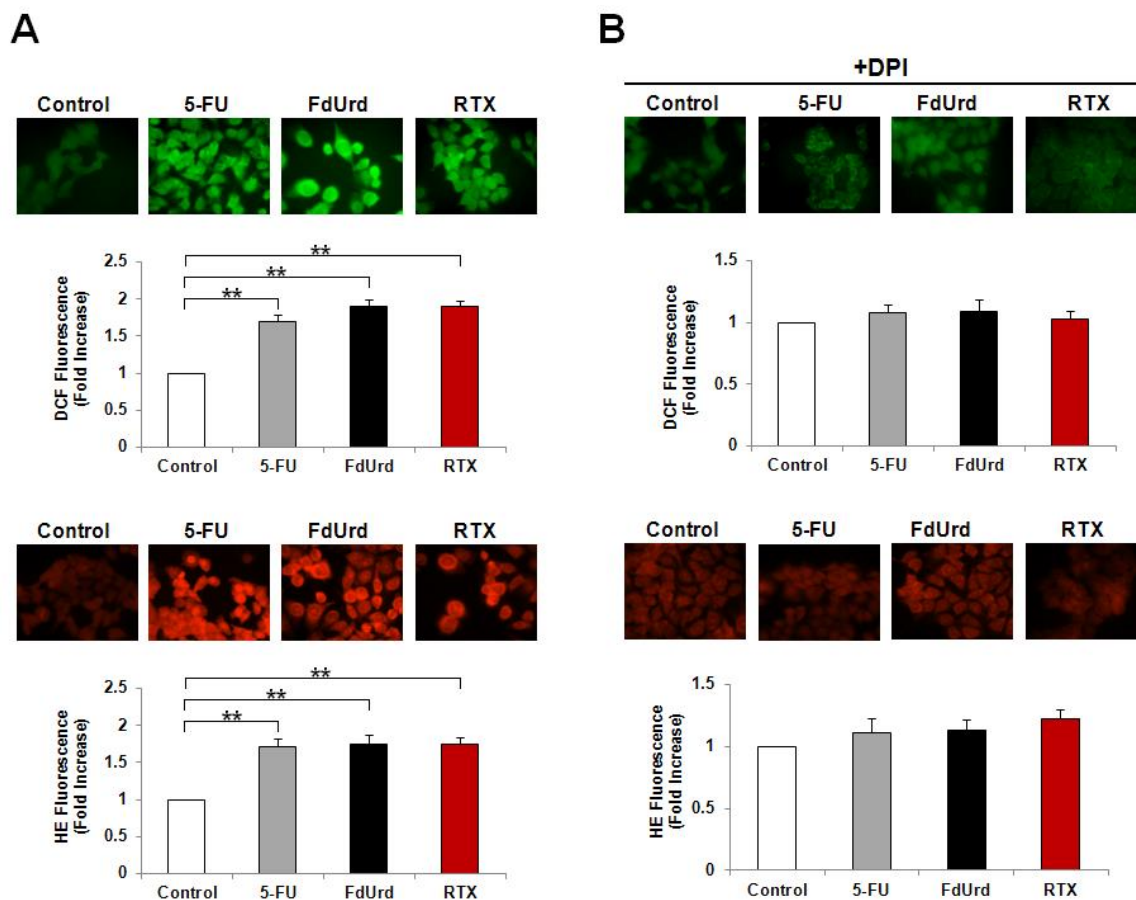 A
Control 5-FU FdUrd RTX
DCF Fluorescence
(Fold Increase)
2.5
2
1.5
1
0.5
0
**
**
**
Control 5-FU FdUrd RTX
Control 5-FU FdUrd RTX
HE Fluorescence
(Fold Increase)
2.5
2
1.5
1
0.5
0
**
**
**
Control 5-FU FdUrd RTX
B
+DPI
Control 5-FU FdUrd RTX
DCF Fluorescence
(Fold Increase)
1.5
1
0.5
0
Control 5-FU FdUrd RTX
Control 5-FU FdUrd RTX
HE Fluorescence
(Fold Increase)
1.5
1
0.5
0
Control 5-FU FdUrd RTX